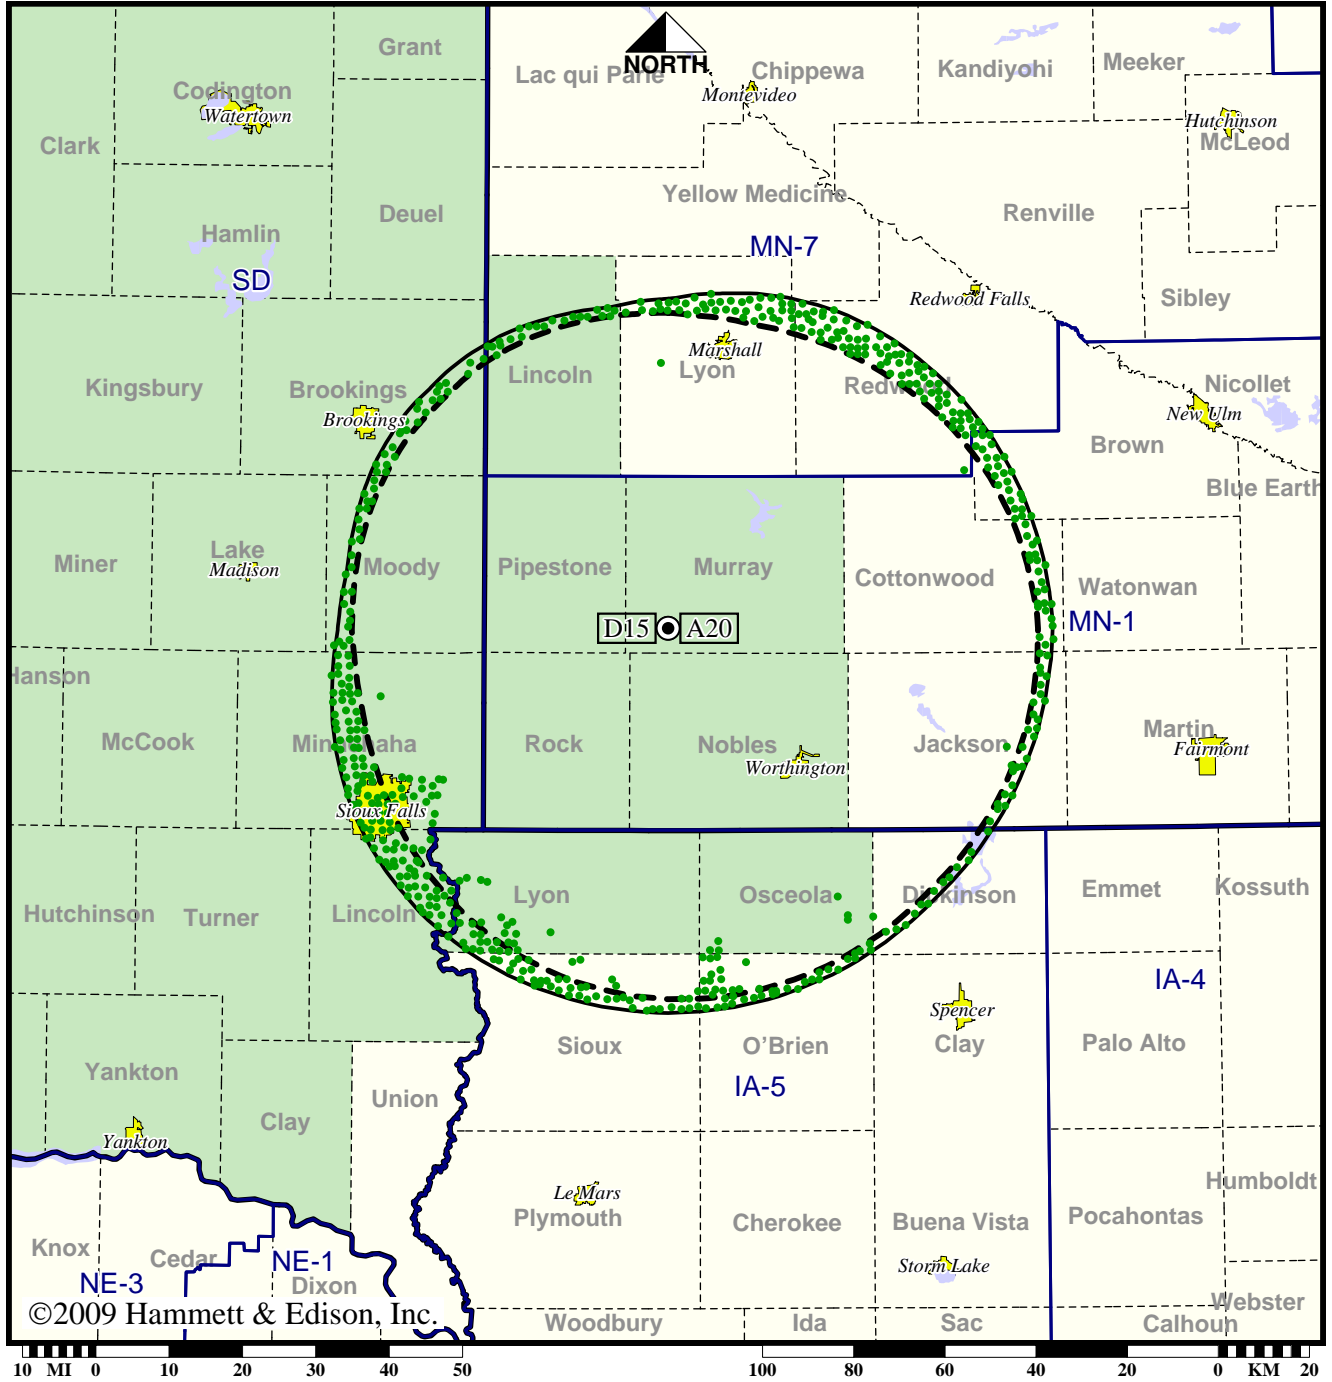 Grant
NORTH
Lac qui Parle
Chippewa
Kandiyohi
Meeker
Codington
Watertown
Montevideo
Hutchinson
McLeod
Clark
Deuel
Yellow Medicine
Renville
Hamlin
SD
MN-7
Redwood Falls
Sibley
Marshall
Lyon
Lincoln
Redwood
Kingsbury
Brookings
Brookings
Nicollet
New Ulm
Brown
Blue Earth
Miner
Lake
Madison
Moody
Pipestone
Murray
Cottonwood
Watonwan
D15
A20
MN-1
Hanson
McCook
Minnehaha
Rock
Nobles
Worthington
Jackson
Martin
Fairmont
Sioux Falls
Hutchinson
Turner
Lincoln
Lyon
Osceola
Dickinson
Emmet
Kossuth
IA-4
Spencer
Clay
Sioux
O'Brien
Palo Alto
IA-5
Yankton
Yankton
Clay
Union
Le Mars
Plymouth
Cherokee
Buena Vista
Pocahontas
Humboldt
Storm Lake
Knox
Cedar
NE-1
NE-3
Dixon
©2009 Hammett & Edison, Inc.
Woodbury
Ida
Sac
Calhoun
Webster
10 MI 0 10 20 30 40 50
100 80 60 40 20 0 KM 20